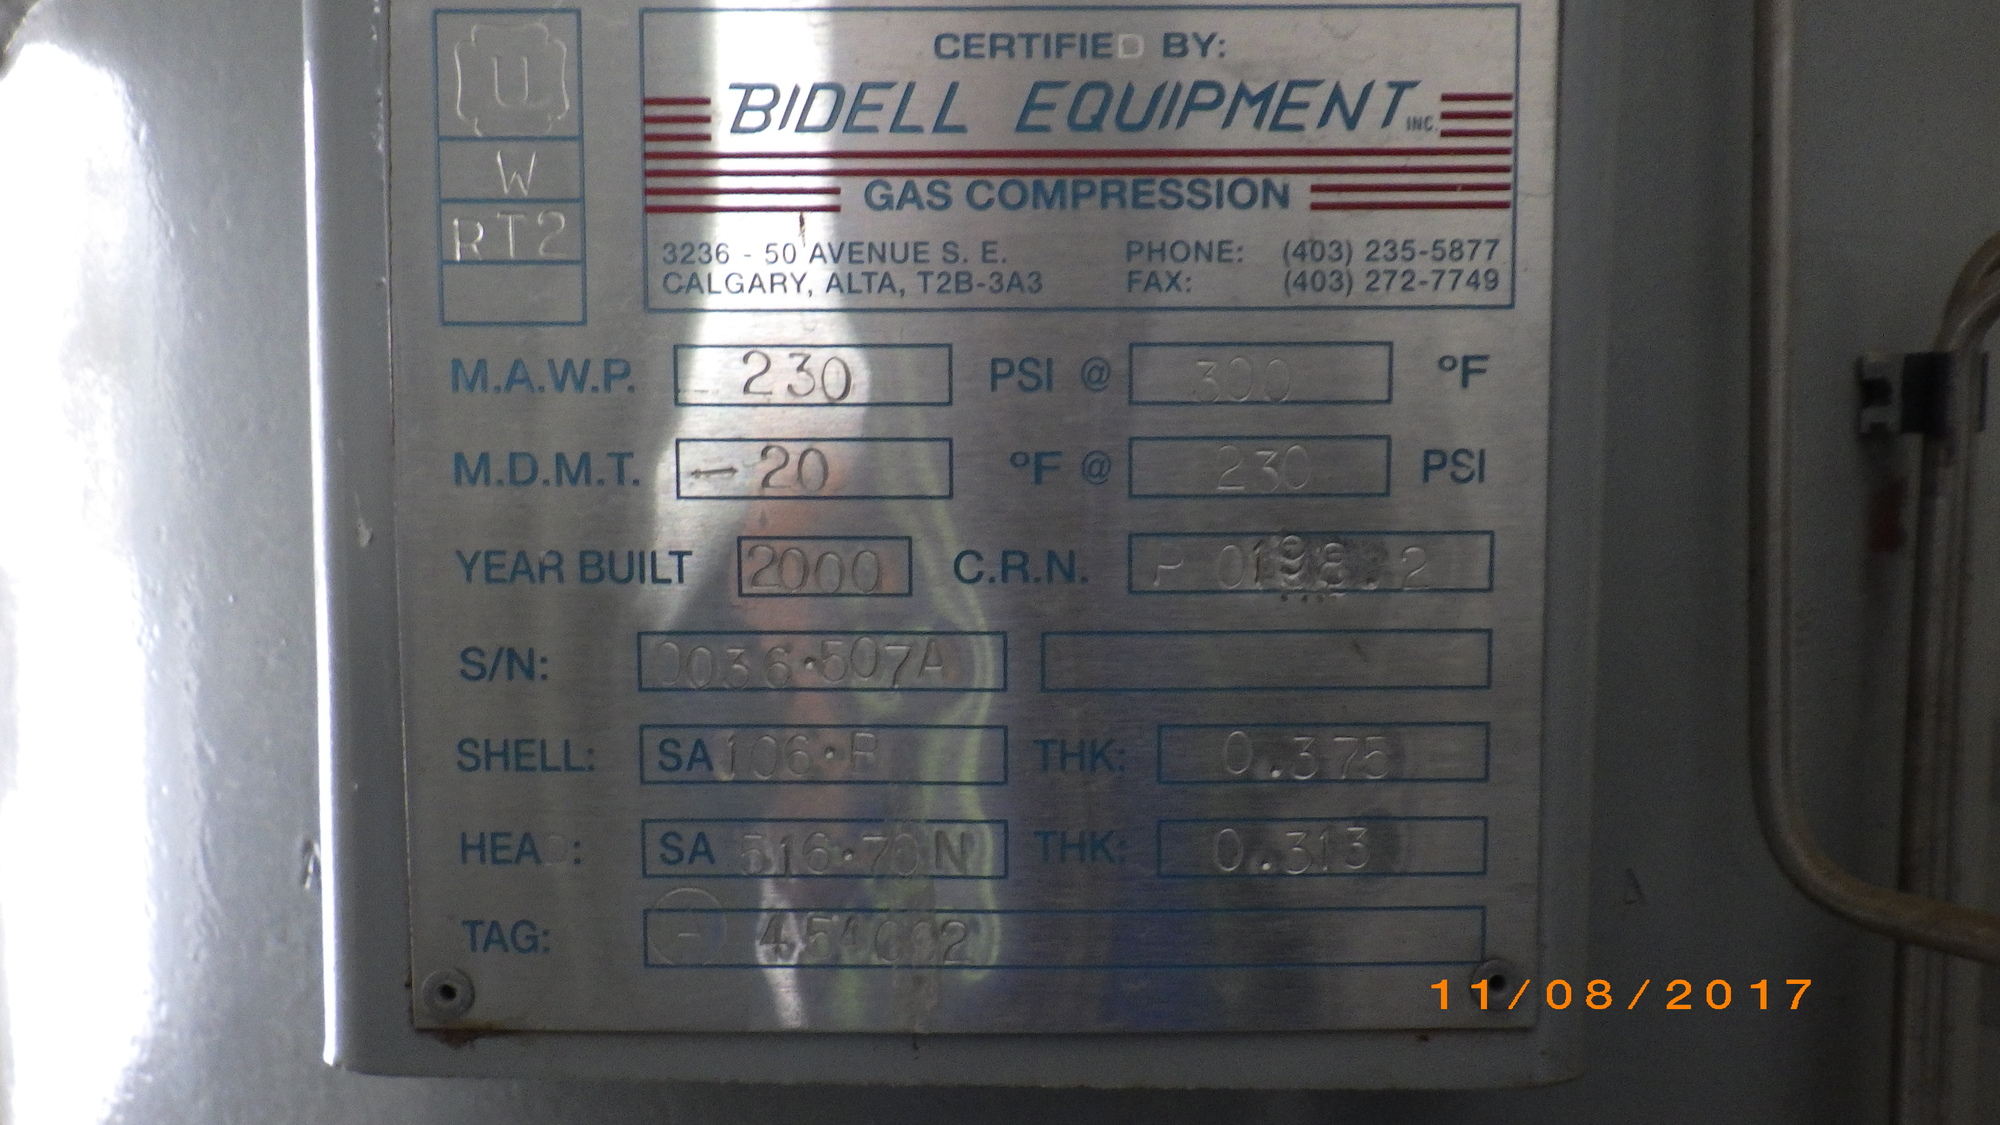 U
W
RT2
CERTIFIED BY:
BIDELL EQUIPMENT INC.
GAS COMPRESSION
3236 - 50 AVENUE S. E. PHONE: (403) 235-5877
CALGARY, ALTA, T2B-3A3 FAX: (403) 272-7749
M.A.W.P. 230 PSI @ 300 °F
M.D.M.T. -20 °F @ 230 PSI
YEAR BUILT 2000 C.R.N.
S/N: 0036·507A
SHELL: SA 106·B THK: 0.375
HEAD: SA 516·70N THK: 0.313
TAG:
11/08/2017